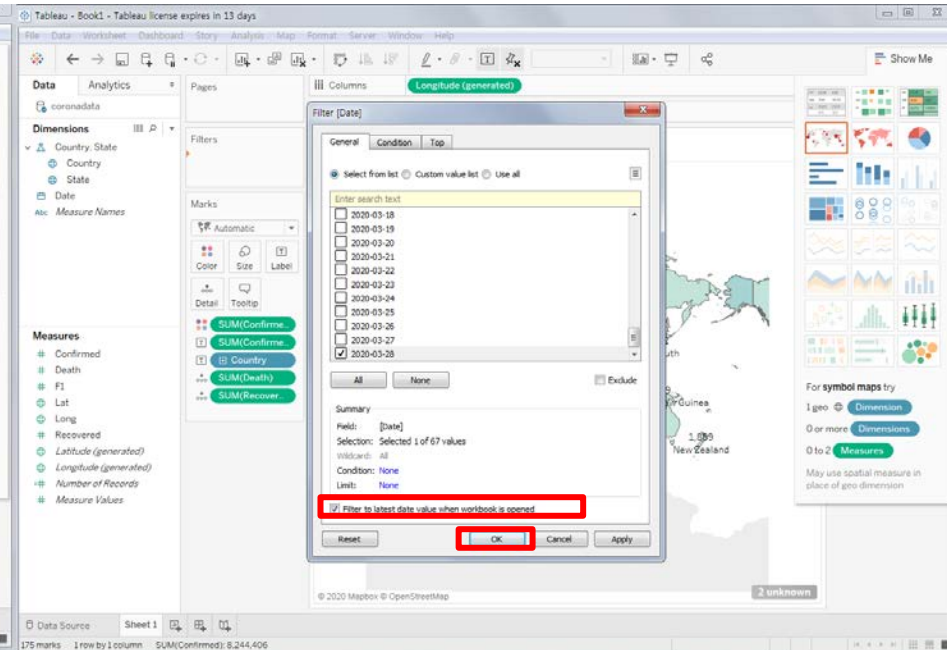 Tableau - Book1 - Tableau license expires in 13 days
File Data Worksheet Dashboard Story Analysis Map Format Server Window Help
Show Me
Data Analytics
coronadata
Dimensions
Country, State
Country
State
Date
Abc Measure Names
Measures
# Confirmed
# Death
# F1
Lat
Long
# Recovered
Latitude (generated)
Longitude (generated)
Number of Records
# Measure Values
Pages
Filters
Marks
Automatic
Color Size Label
Detail Tooltip
SUM(Confirme..
SUM(Confirme..
Country
SUM(Death)
SUM(Recover..
Columns
Longitude (generated)
Filter [Date]
General Condition Top
Select from list Custom value list Use all
Enter search text
2020-03-18
2020-03-19
2020-03-20
2020-03-21
2020-03-22
2020-03-23
2020-03-24
2020-03-25
2020-03-26
2020-03-27
2020-03-28
All None Exclude
Summary
Field: [Date]
Selection: Selected 1 of 67 values
Wildcard: All
Condition: None
Limit: None
Filter to latest date value when workbook is opened
Reset OK Cancel Apply
Guinea
1,889
New Zealand
© 2020 Mapbox © OpenStreetMap
2 unknown
For symbol maps try
1 geo Dimension
0 or more Dimensions
0 to 2 Measures
May use spatial measure in
place of geo dimension
Data Source Sheet 1
175 marks 1 row by 1 column SUM(Confirmed): 8,244,406